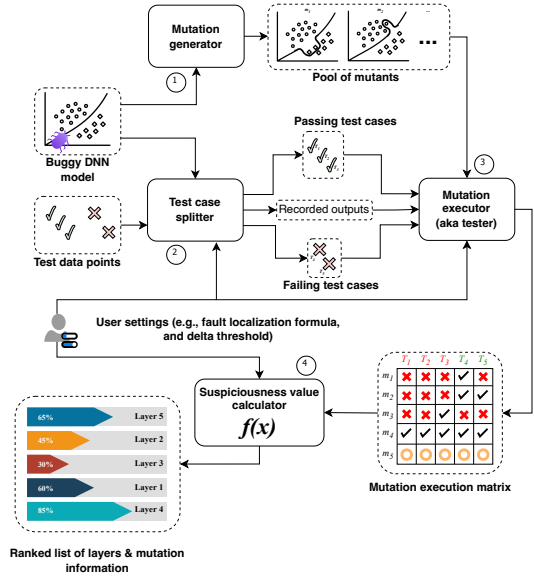 Mutation
generator
m1
m2
...
Pool of mutants
1
Buggy DNN
model
Passing test cases
3
Test case
splitter
Recorded outputs
Mutation
executor
(aka tester)
Test data points
2
Failing test cases
User settings (e.g., fault localization formula,
and delta threshold)
4
Suspiciousness value
calculator
f(x)
T1 T2 T3 T4 T5
m1
m2
m3
m4
m5
Mutation execution matrix
65% Layer 5
45% Layer 2
30% Layer 3
60% Layer 1
85% Layer 4
Ranked list of layers & mutation
information